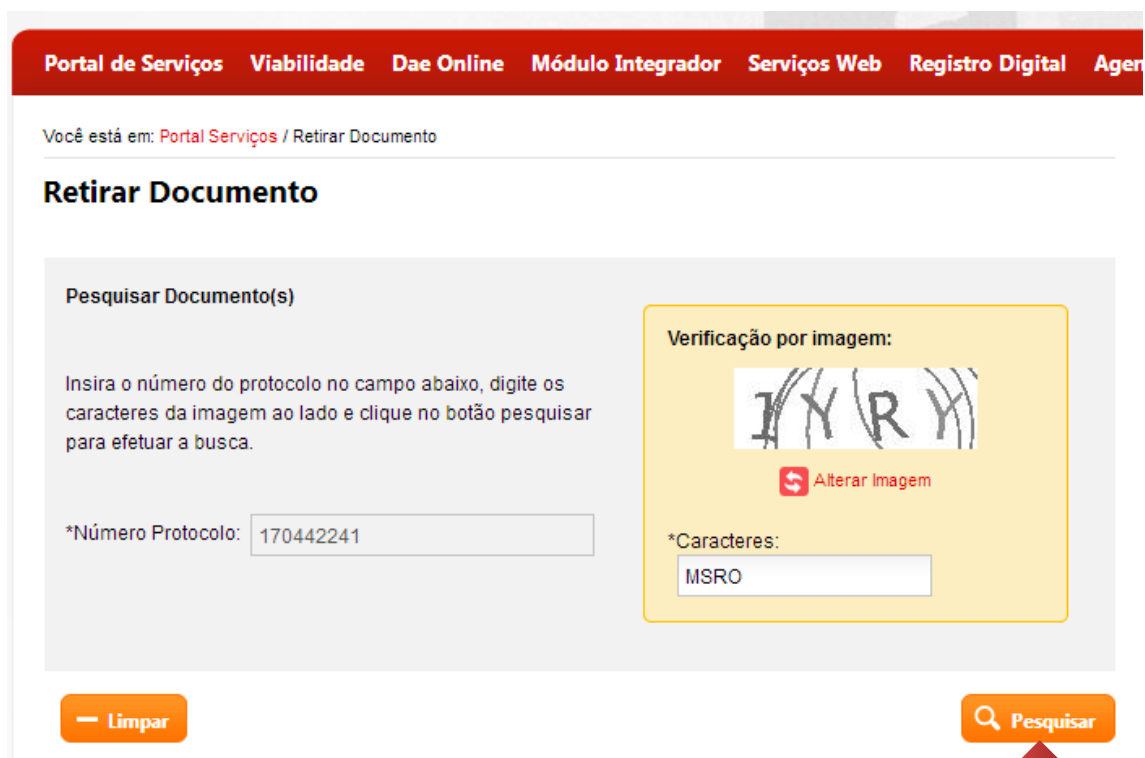 Portal de Serviços Viabilidade Dae Online Módulo Integrador Serviços Web Registro Digital Agen
Você está em: Portal Serviços / Retirar Documento
Retirar Documento
Pesquisar Documento(s)
Insira o número do protocolo no campo abaixo, digite os
caracteres da imagem ao lado e clique no botão pesquisar
para efetuar a busca.
*Número Protocolo: 170442241
Verificação por imagem:
Alterar Imagem
*Caracteres:
MSRO
Limpar
Pesquisar